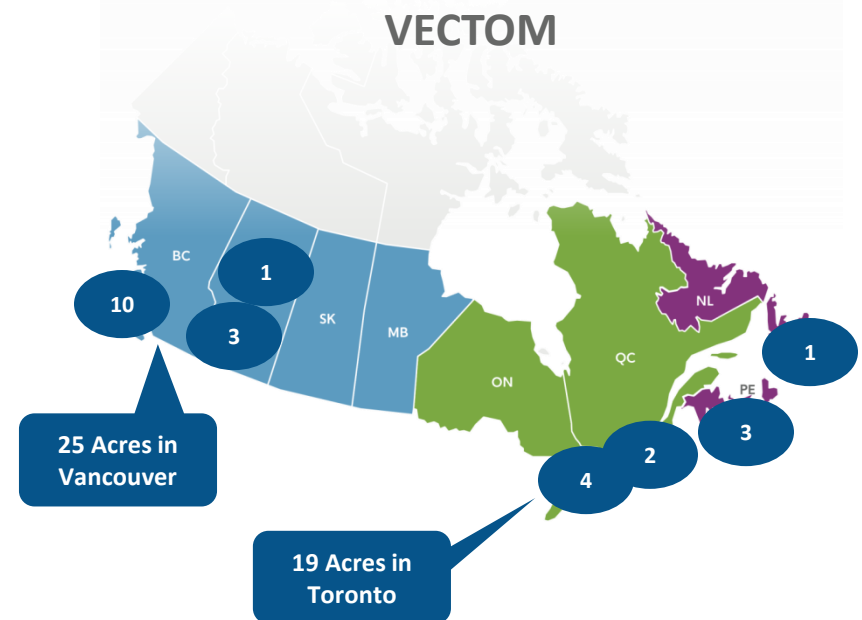 VECTOM
BC
1
10
3
SK
MB
ON
QC
NL
1
PE
3
2
4
25 Acres in
Vancouver
19 Acres in
Toronto